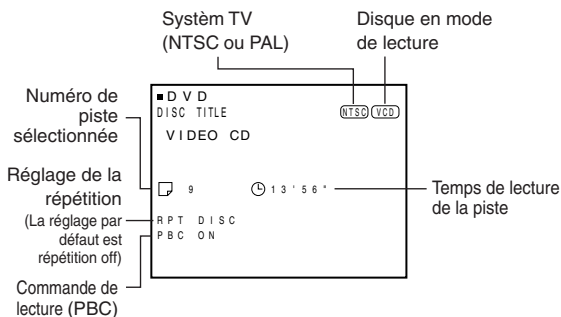 Systèm TV
(NTSC ou PAL)
Disque en mode
de lecture
Numéro de
piste
sélectionnée
■DVD
DISC TITLE
NTSC VCD
VIDEO CD
9 13'56"
Réglage de la
répétition
(La réglage par
défaut est
répétition off)
Temps de lecture
de la piste
RPT DISC
PBC ON
Commande de
lecture (PBC)